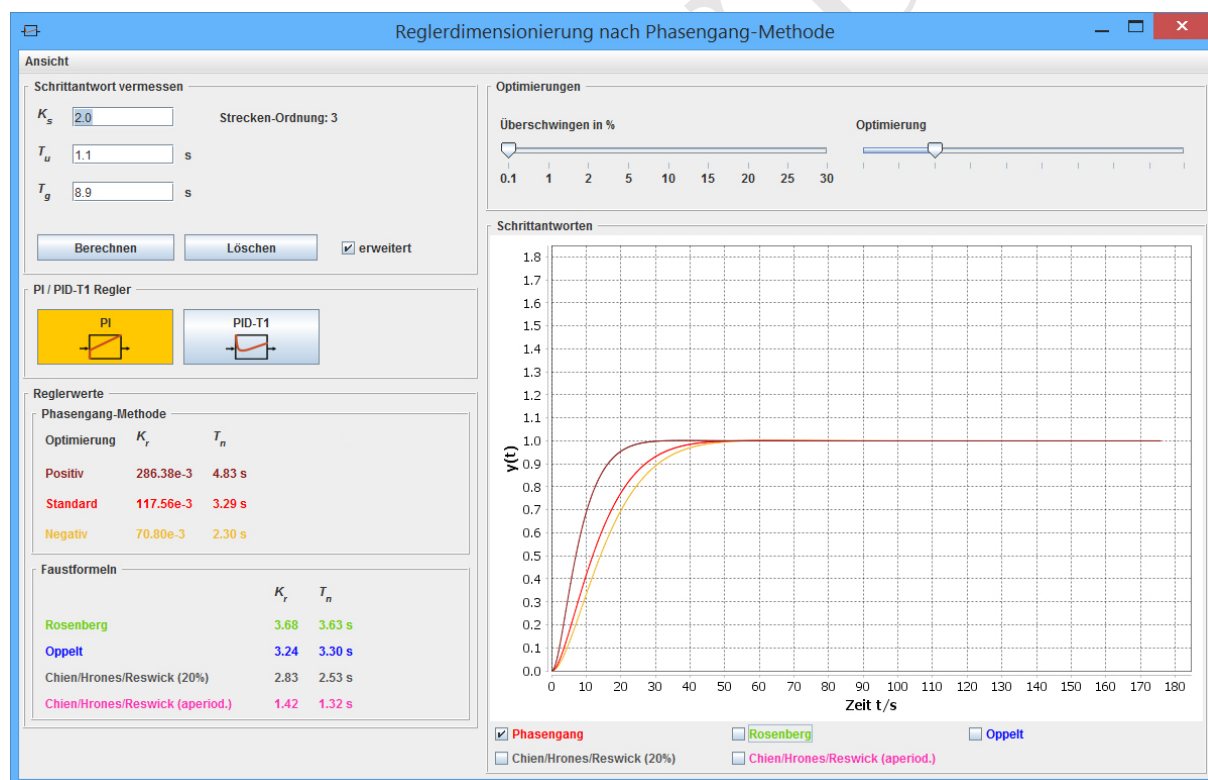 Reglerdimensionierung nach Phasengang-Methode
Ansicht
Schrittantwort vermessen
K_s 2.0 Strecken-Ordnung: 3
T_u 1.1 s
T_g 8.9 s
Berechnen Löschen erweitert
PI / PID-T1 Regler
PI PID-T1
Reglerwerte
Phasengang-Methode
Optimierung K_r T_n
Positiv 286.38e-3 4.83 s
Standard 117.56e-3 3.29 s
Negativ 70.80e-3 2.30 s
Faustformeln
K_r T_n
Rosenberg 3.68 3.63 s
Oppelt 3.24 3.30 s
Chien/Hrones/Reswick (20%) 2.83 2.53 s
Chien/Hrones/Reswick (aperiod.) 1.42 1.32 s
Optimierungen
Überschwingen in % Optimierung
0.1 1 2 5 10 15 20 25 30
Schrittantworten
1.8
1.7
1.6
1.5
1.4
1.3
1.2
1.1
1.0
0.9
0.8
0.7
0.6
0.5
0.4
0.3
0.2
0.1
0.0
y(t)
0 10 20 30 40 50 60 70 80 90 100 110 120 130 140 150 160 170 180
Zeit t/s
Phasengang Rosenberg Oppelt
Chien/Hrones/Reswick (20%) Chien/Hrones/Reswick (aperiod.)